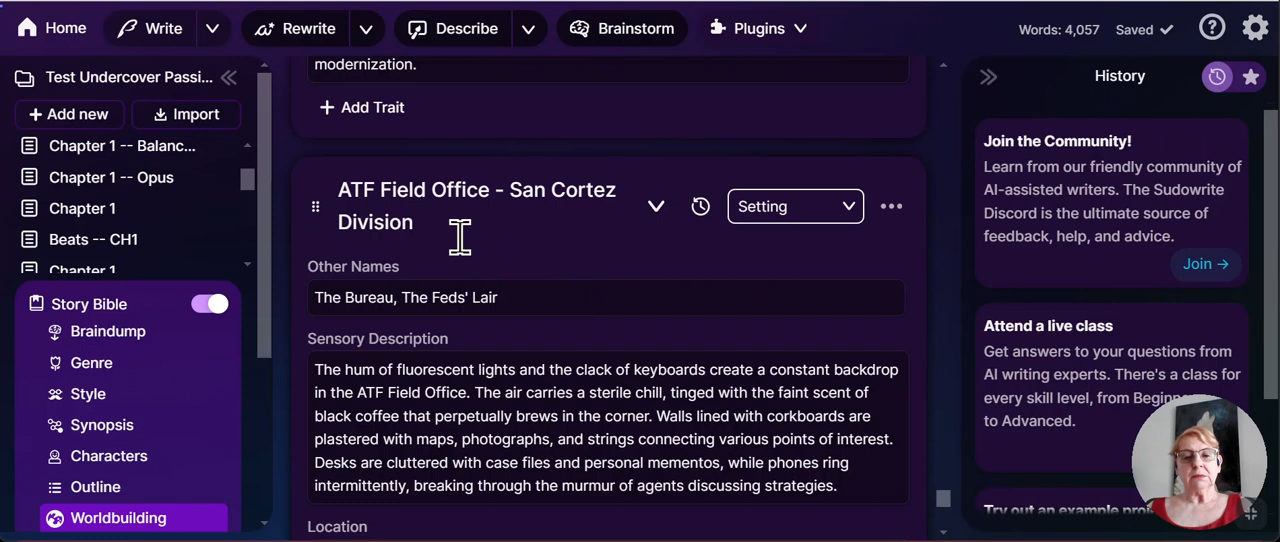 Home
Write
Rewrite
Describe
Brainstorm
Plugins
Words: 4,057
Saved
Test Undercover Passi...
+ Add new
Import
Chapter 1 -- Balanc...
Chapter 1 -- Opus
Chapter 1
Beats -- CH1
Chapter 1
Story Bible
Braindump
Genre
Style
Synopsis
Characters
Outline
Worldbuilding
modernization.
+ Add Trait
ATF Field Office - San Cortez
Division
Setting
Other Names
The Bureau, The Feds' Lair
Sensory Description
The hum of fluorescent lights and the clack of keyboards create a constant backdrop
in the ATF Field Office. The air carries a sterile chill, tinged with the faint scent of
black coffee that perpetually brews in the corner. Walls lined with corkboards are
plastered with maps, photographs, and strings connecting various points of interest.
Desks are cluttered with case files and personal mementos, while phones ring
intermittently, breaking through the murmur of agents discussing strategies.
Location
History
Join the Community!
Learn from our friendly community of
AI-assisted writers. The Sudowrite
Discord is the ultimate source of
feedback, help, and advice.
Join →
Attend a live class
Get answers to your questions from
AI writing experts. There's a class for
every skill level, from Beginn
to Advanced.
Try out an example pro